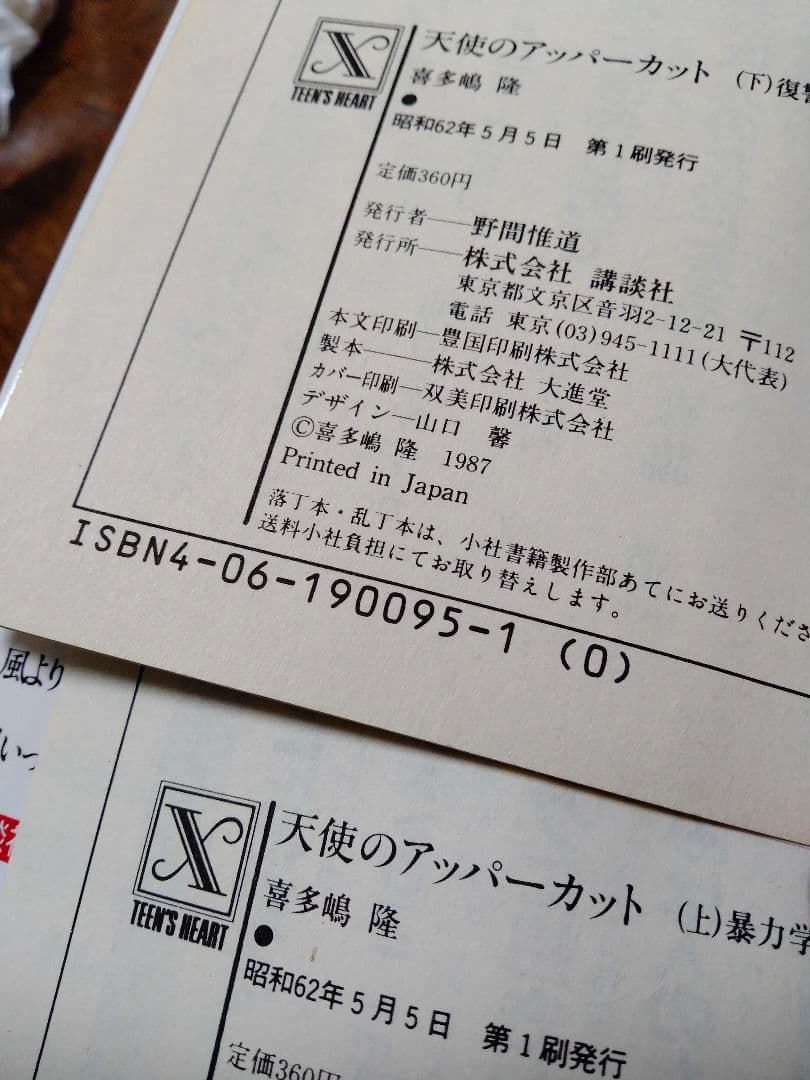 X
TEEN'S HEART
天使のアッパーカット (下)復
喜多嶋 隆
●
昭和62年5月5日 第1刷発行
定価360円
発行者――野間惟道
発行所――株式会社 講談社
東京都文京区音羽2-12-21 〒112
電話 東京(03)945-1111(大代表)
本文印刷―豊国印刷株式会社
製本―――株式会社 大進堂
カバー印刷―双美印刷株式会社
デザイン―山口 馨
©喜多嶋 隆 1987
Printed in Japan
落丁本・乱丁本は、小社書籍製作部あてにお送りくださ
送料小社負担にてお取り替えします。
ISBN4-06-190095-1 (0)
風より
いっ
X
TEEN'S HEART
天使のアッパーカット (上)暴力学
喜多嶋 隆
●
昭和62年5月5日 第1刷発行
定価360円